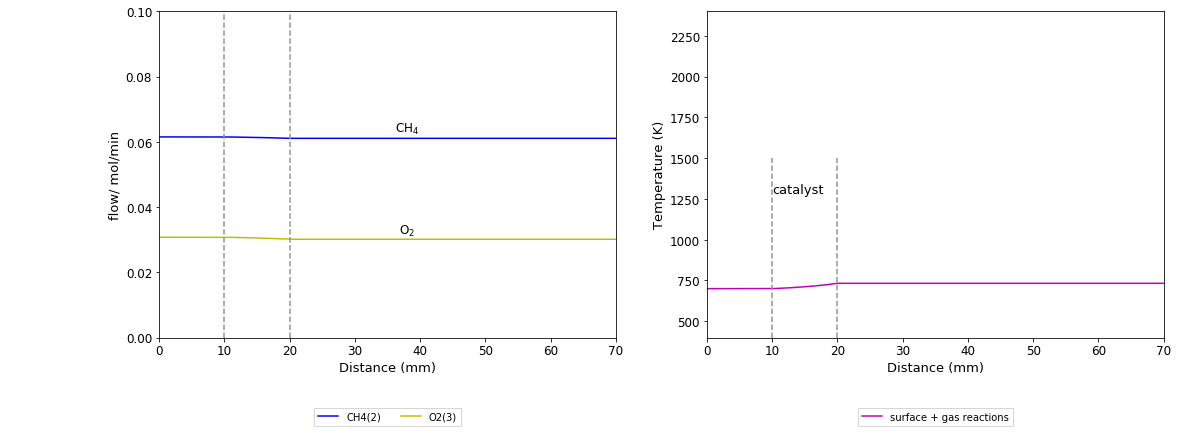 0.10
0.08
0.06
0.04
0.02
0.00
flow/ mol/min
CH4
O2
0 10 20 30 40 50 60 70
Distance (mm)
CH4(2) O2(3)
2250
2000
1750
1500
1250
1000
750
500
Temperature (K)
catalyst
0 10 20 30 40 50 60 70
Distance (mm)
surface + gas reactions